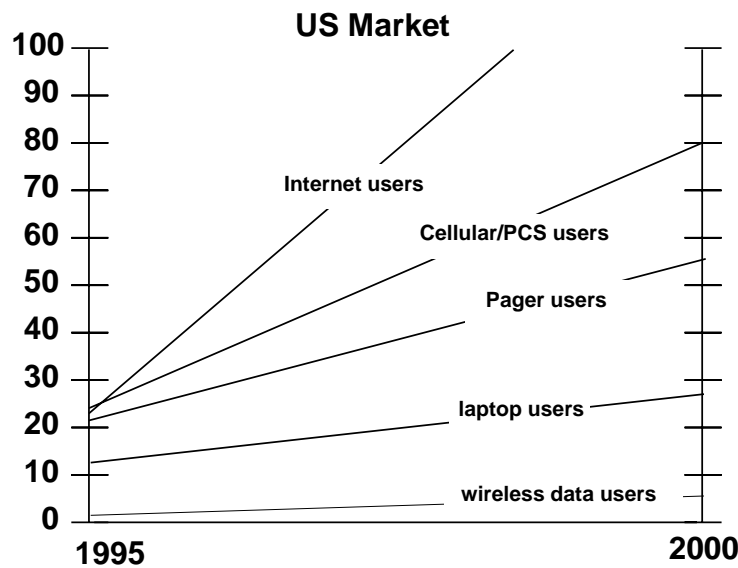 US Market
100
90
80
70
60
50
40
30
20
10
0
Internet users
Cellular/PCS users
Pager users
laptop users
wireless data users
1995
2000